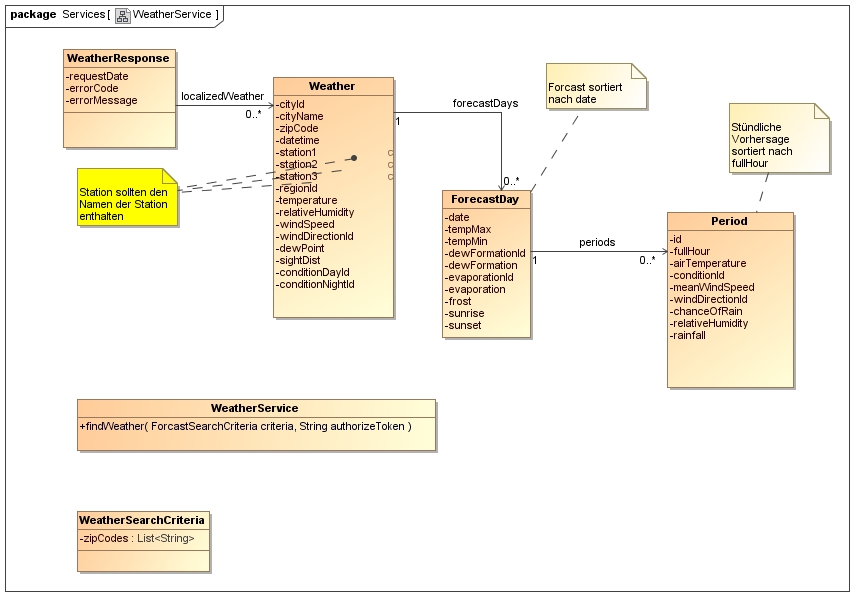 package Services [ WeatherService ]
WeatherResponse
-requestDate
-errorCode
-errorMessage
localizedWeather
0..*
Weather
-cityId
-cityName
-zipCode
-datetime
-station1
-station2
-station3
-regionId
-temperature
-relativeHumidity
-windSpeed
-windDirectionId
-dewPoint
-sightDist
-conditionDayId
-conditionNightId
Station sollten den
Namen der Station
enthalten
forecastDays
1
0..*
Forcast sortiert
nach date
ForecastDay
-date
-tempMax
-tempMin
-dewFormationId
-dewFormation
-evaporationId
-evaporation
-frost
-sunrise
-sunset
periods
1
0..*
Stündliche
Vorhersage
sortiert nach
fullHour
Period
-id
-fullHour
-airTemperature
-conditionId
-meanWindSpeed
-windDirectionId
-chanceOfRain
-relativeHumidity
-rainfall
WeatherService
+findWeather( ForcastSearchCriteria criteria, String authorizeToken )
WeatherSearchCriteria
-zipCodes : List<String>